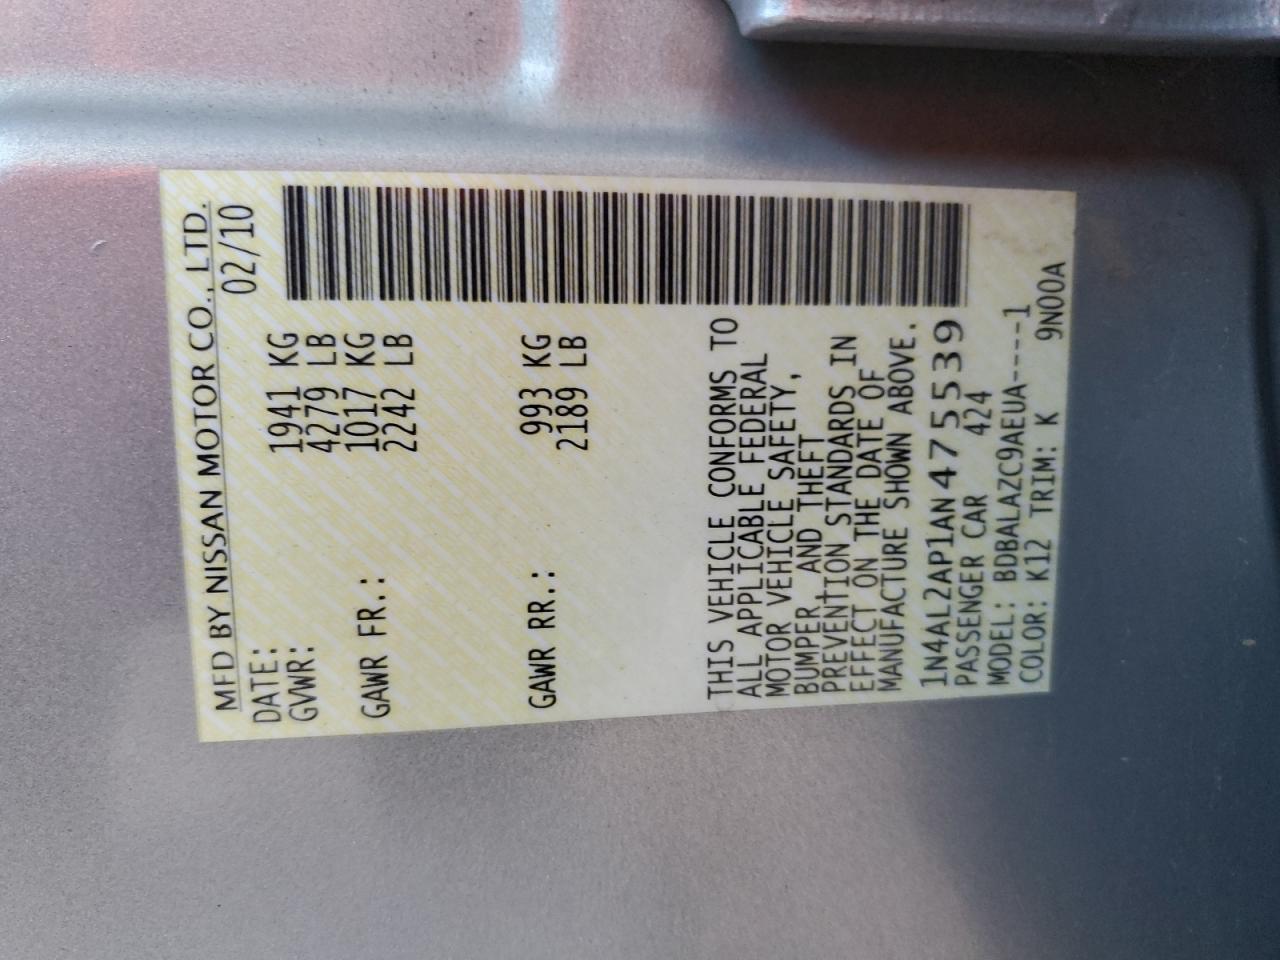 MFD BY NISSAN MOTOR CO., LTD.
DATE: 02/10
GVWR: 1941 KG
4279 LB
GAWR FR.: 1017 KG
2242 LB
GAWR RR.: 993 KG
2189 LB
THIS VEHICLE CONFORMS TO
ALL APPLICABLE FEDERAL
MOTOR VEHICLE SAFETY,
BUMPER, AND THEFT
PREVENTION STANDARDS IN
EFFECT ON THE DATE OF
MANUFACTURE SHOWN ABOVE.
1N4AL2AP1AN475539
PASSENGER CAR 424
MODEL: BDBALAZC9AEUA----1
COLOR: K12 TRIM: K 9N00A